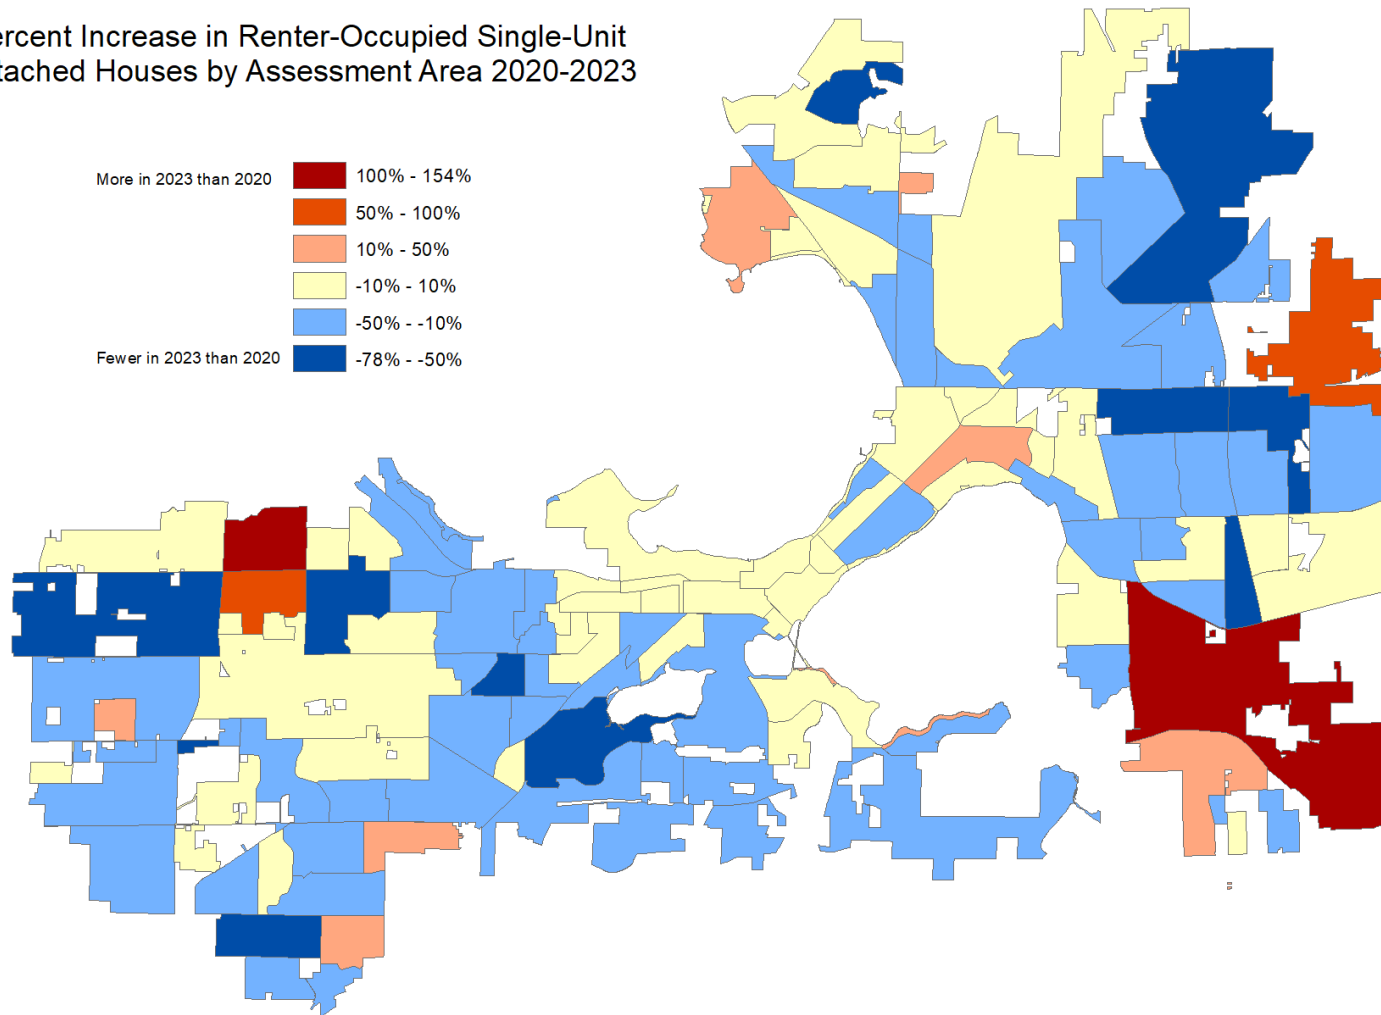 ercent Increase in Renter-Occupied Single-Unit
tached Houses by Assessment Area 2020-2023
More in 2023 than 2020
100% - 154%
50% - 100%
10% - 50%
-10% - 10%
-50% - -10%
Fewer in 2023 than 2020
-78% - -50%